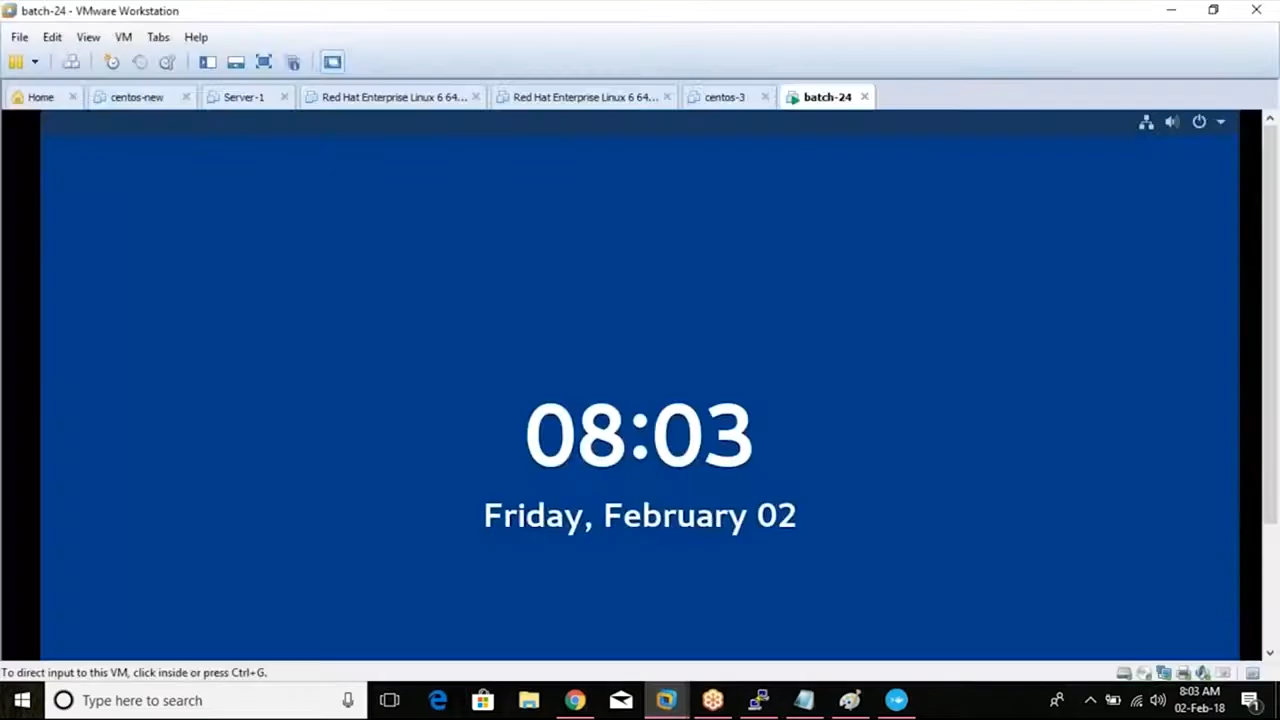 batch-24 - VMware Workstation
File Edit View VM Tabs Help
Home centos-new Server-1 Red Hat Enterprise Linux 6 64... Red Hat Enterprise Linux 6 64... centos-3 batch-24
08:03
Friday, February 02
To direct input to this VM, click inside or press Ctrl+G.
Type here to search
8:03 AM
02-Feb-18
1